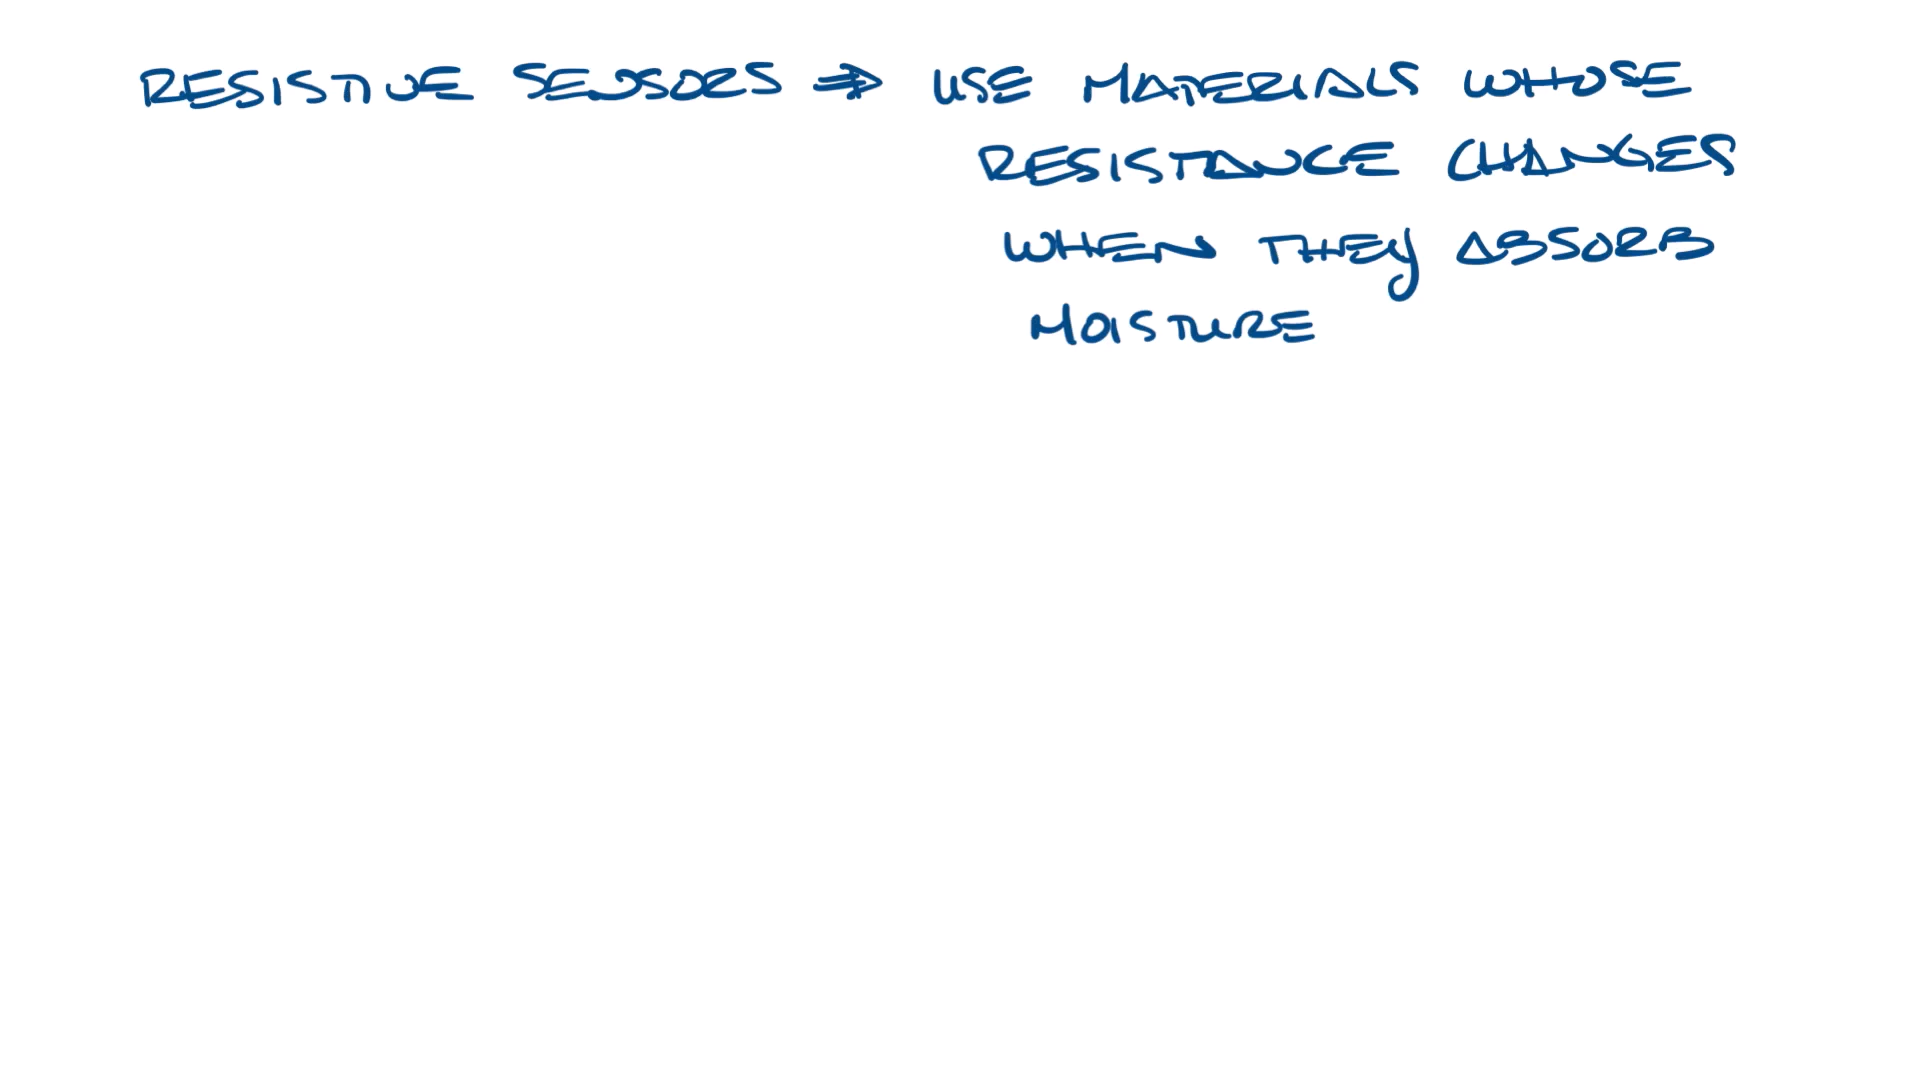 RESISTIVE SENSORS ⇒ USE MATERIALS WHOSE
RESISTANCE CHANGES
WHEN THEY ABSORB
MOISTURE